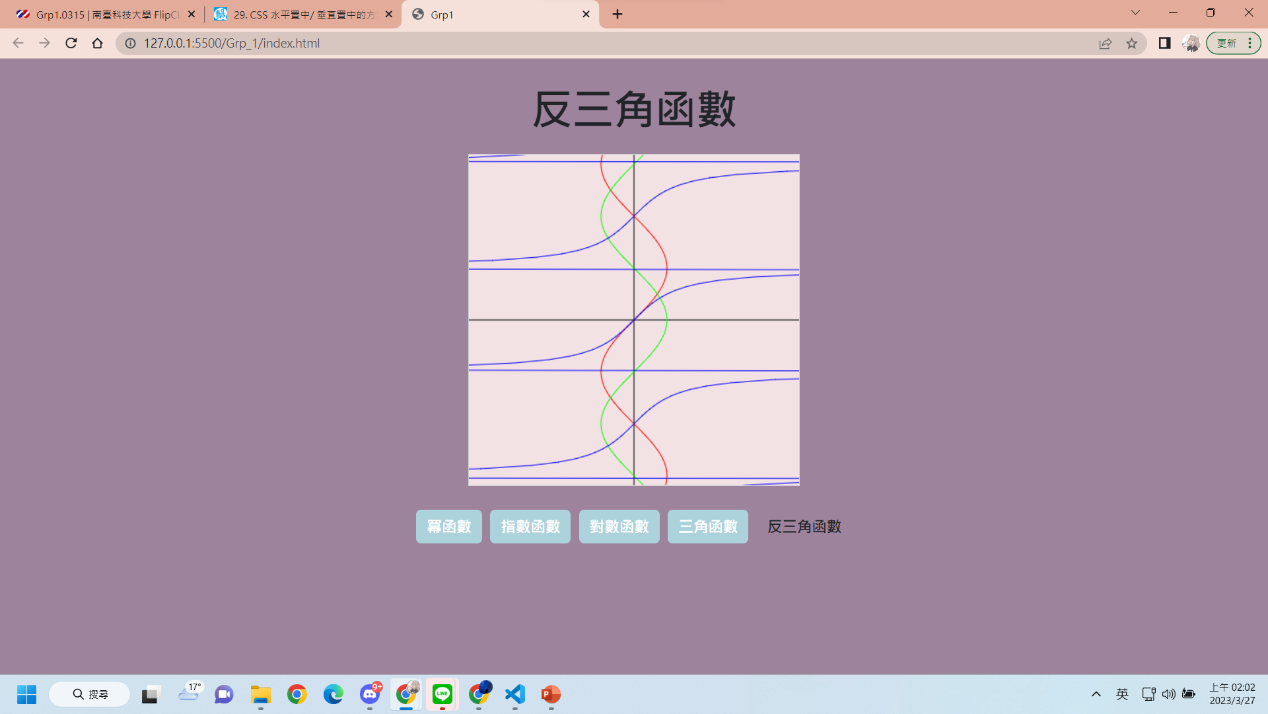 Grp1.0315 | 南臺科技大學 FlipCl
29. CSS 水平置中/ 垂直置中的方
Grp1
127.0.0.1:5500/Grp_1/index.html
更新
反三角函數
冪函數 指數函數 對數函數 三角函數 反三角函數
搜尋
17°
9+
英
上午 02:02
2023/3/27